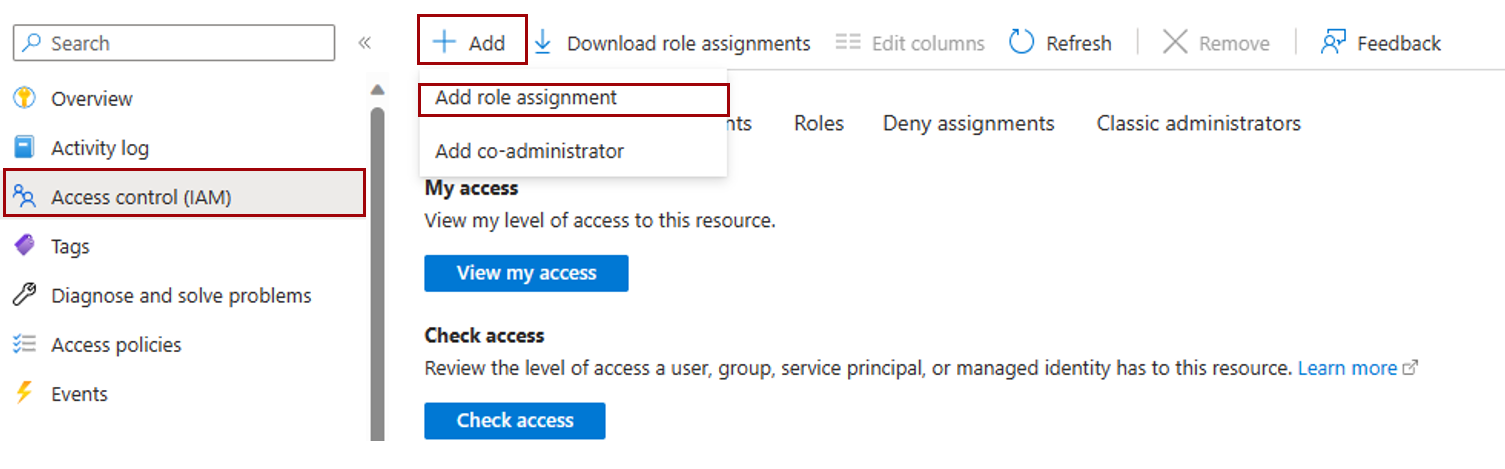 Search
Overview
Activity log
Access control (IAM)
Tags
Diagnose and solve problems
Access policies
Events
Add Download role assignments Edit columns Refresh Remove Feedback
Add role assignment
Add co-administrator
nts Roles Deny assignments Classic administrators
My access
View my level of access to this resource.
View my access
Check access
Review the level of access a user, group, service principal, or managed identity has to this resource. Learn more
Check access